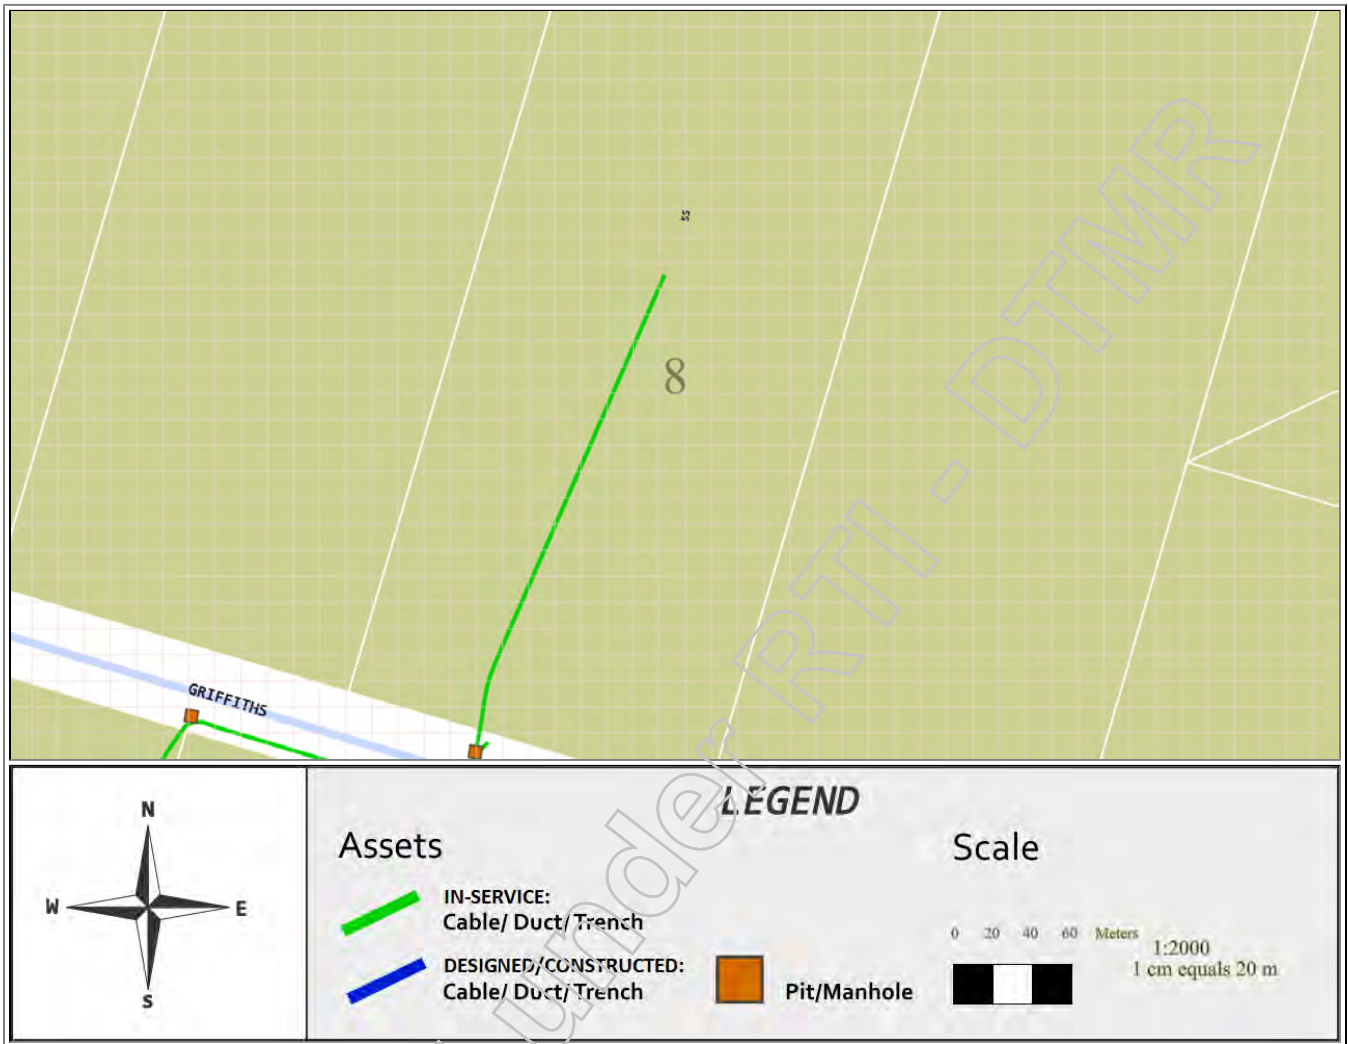 55
8
GRIFFITHS
under RTI - DTMR
N
W
E
S
LEGEND
Assets
IN-SERVICE:
Cable/ Duct/ Trench
DESIGNED/CONSTRUCTED:
Cable/ Duct/ Trench
Pit/Manhole
Scale
0 20 40 60 Meters
1:2000
1 cm equals 20 m